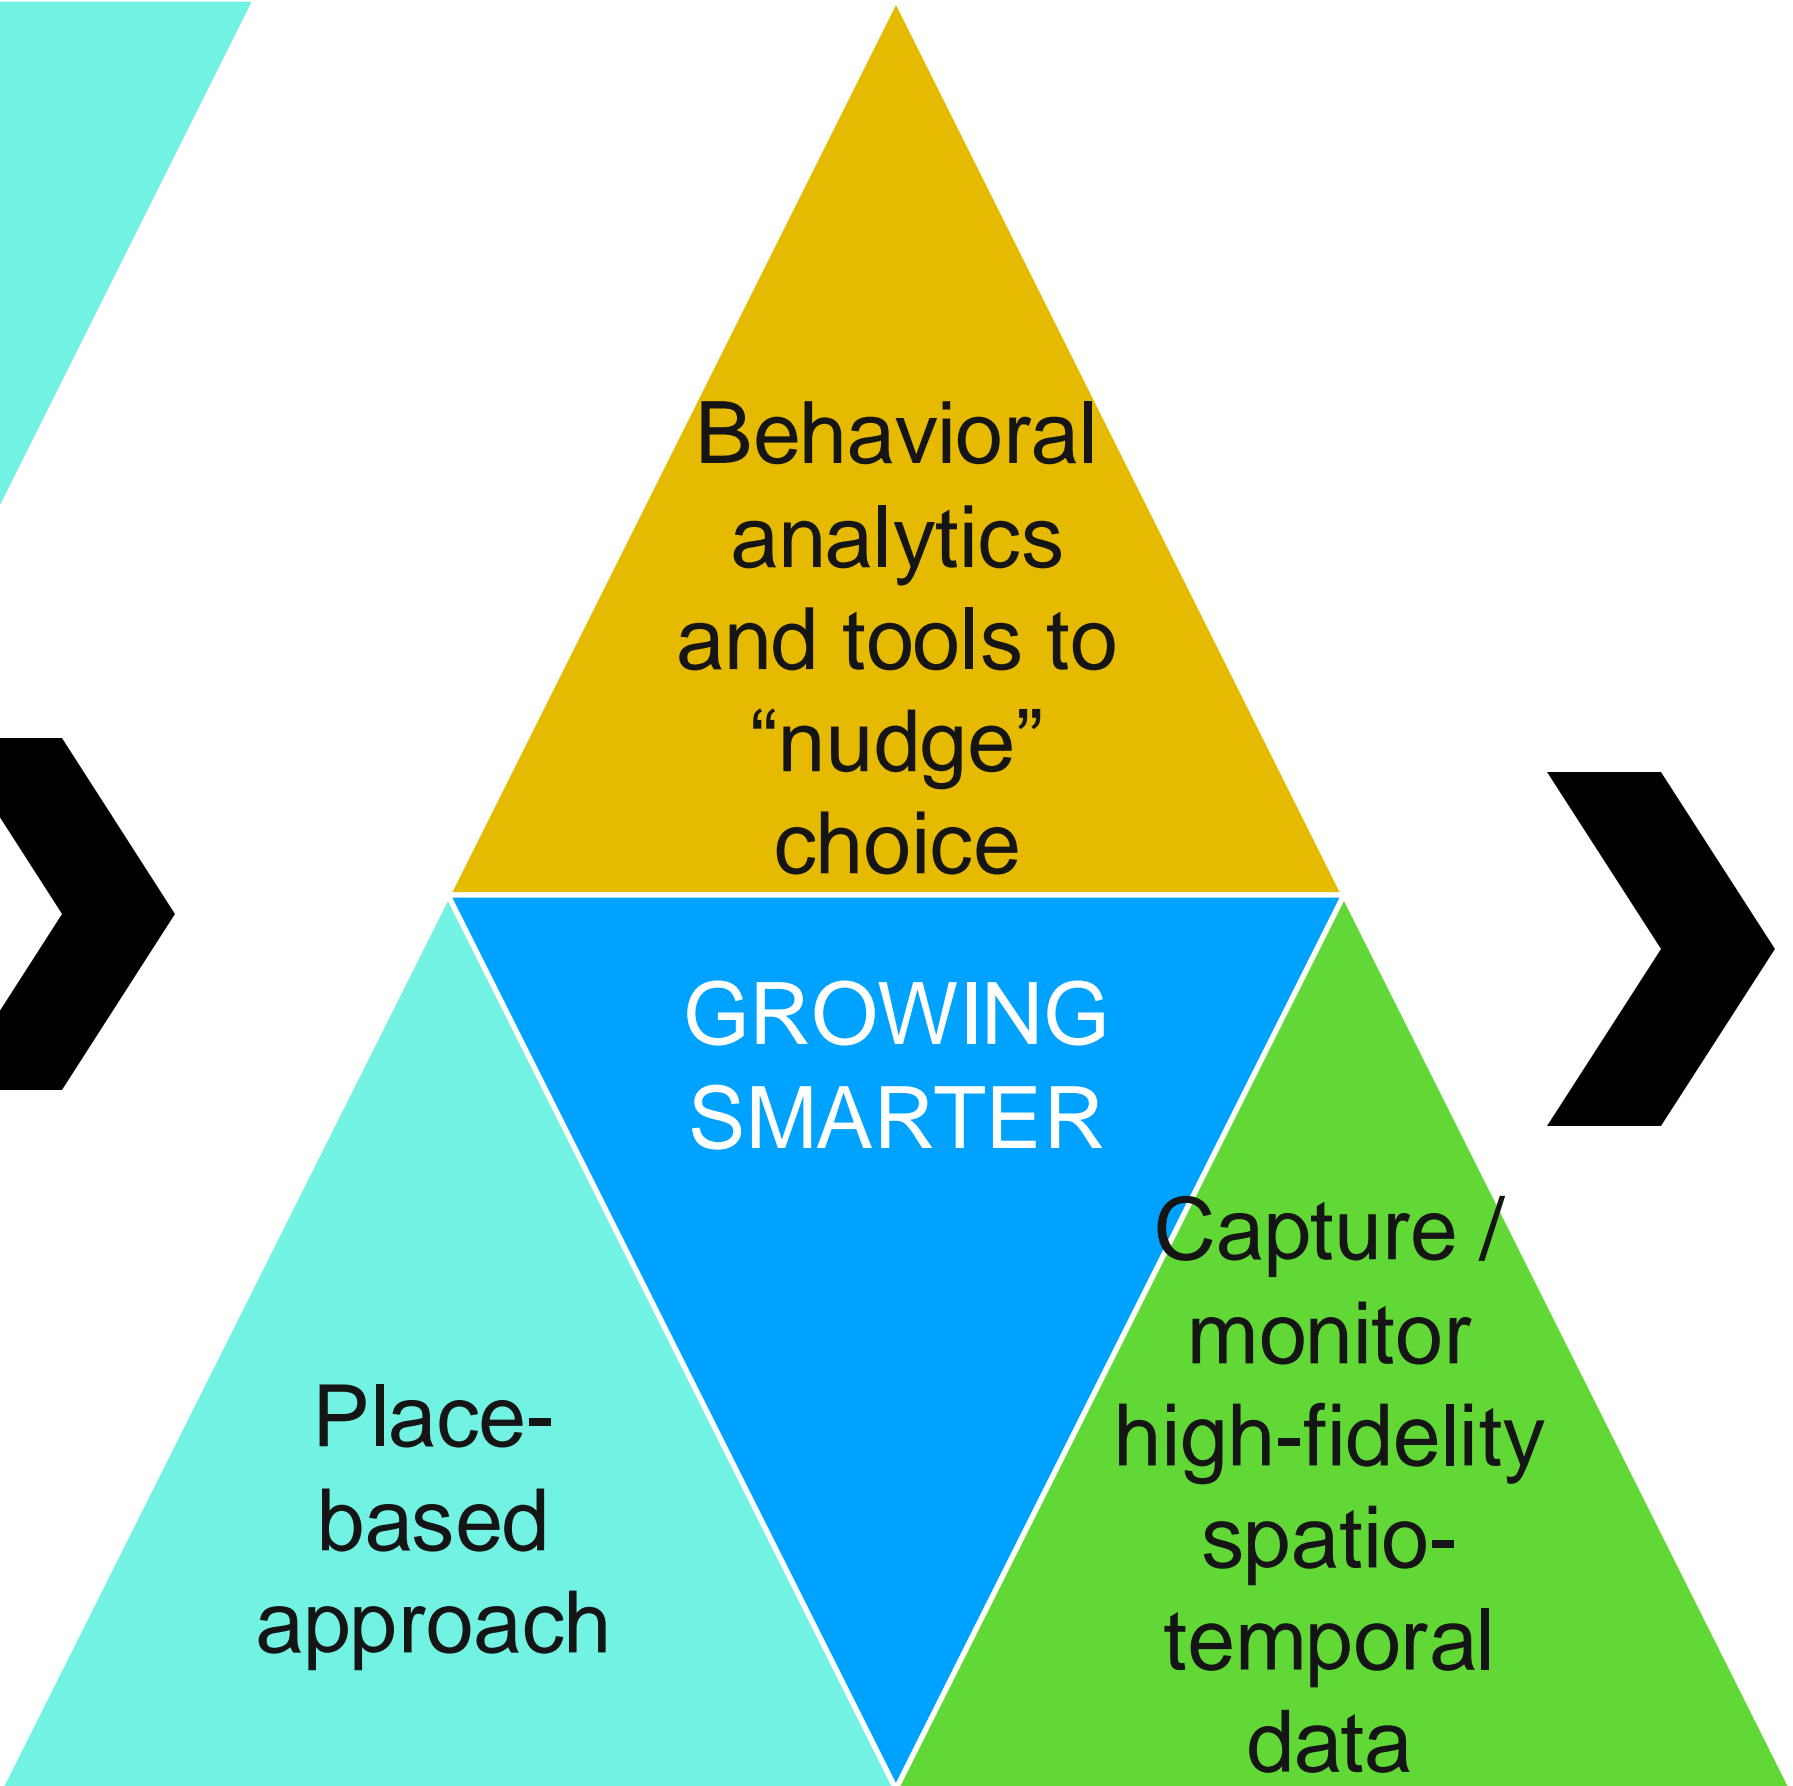 Behavioral
analytics
and tools to
“nudge”
choice
GROWING
SMARTER
Place-
based
approach
Capture /
monitor
high-fidelity
spatio-
temporal
data